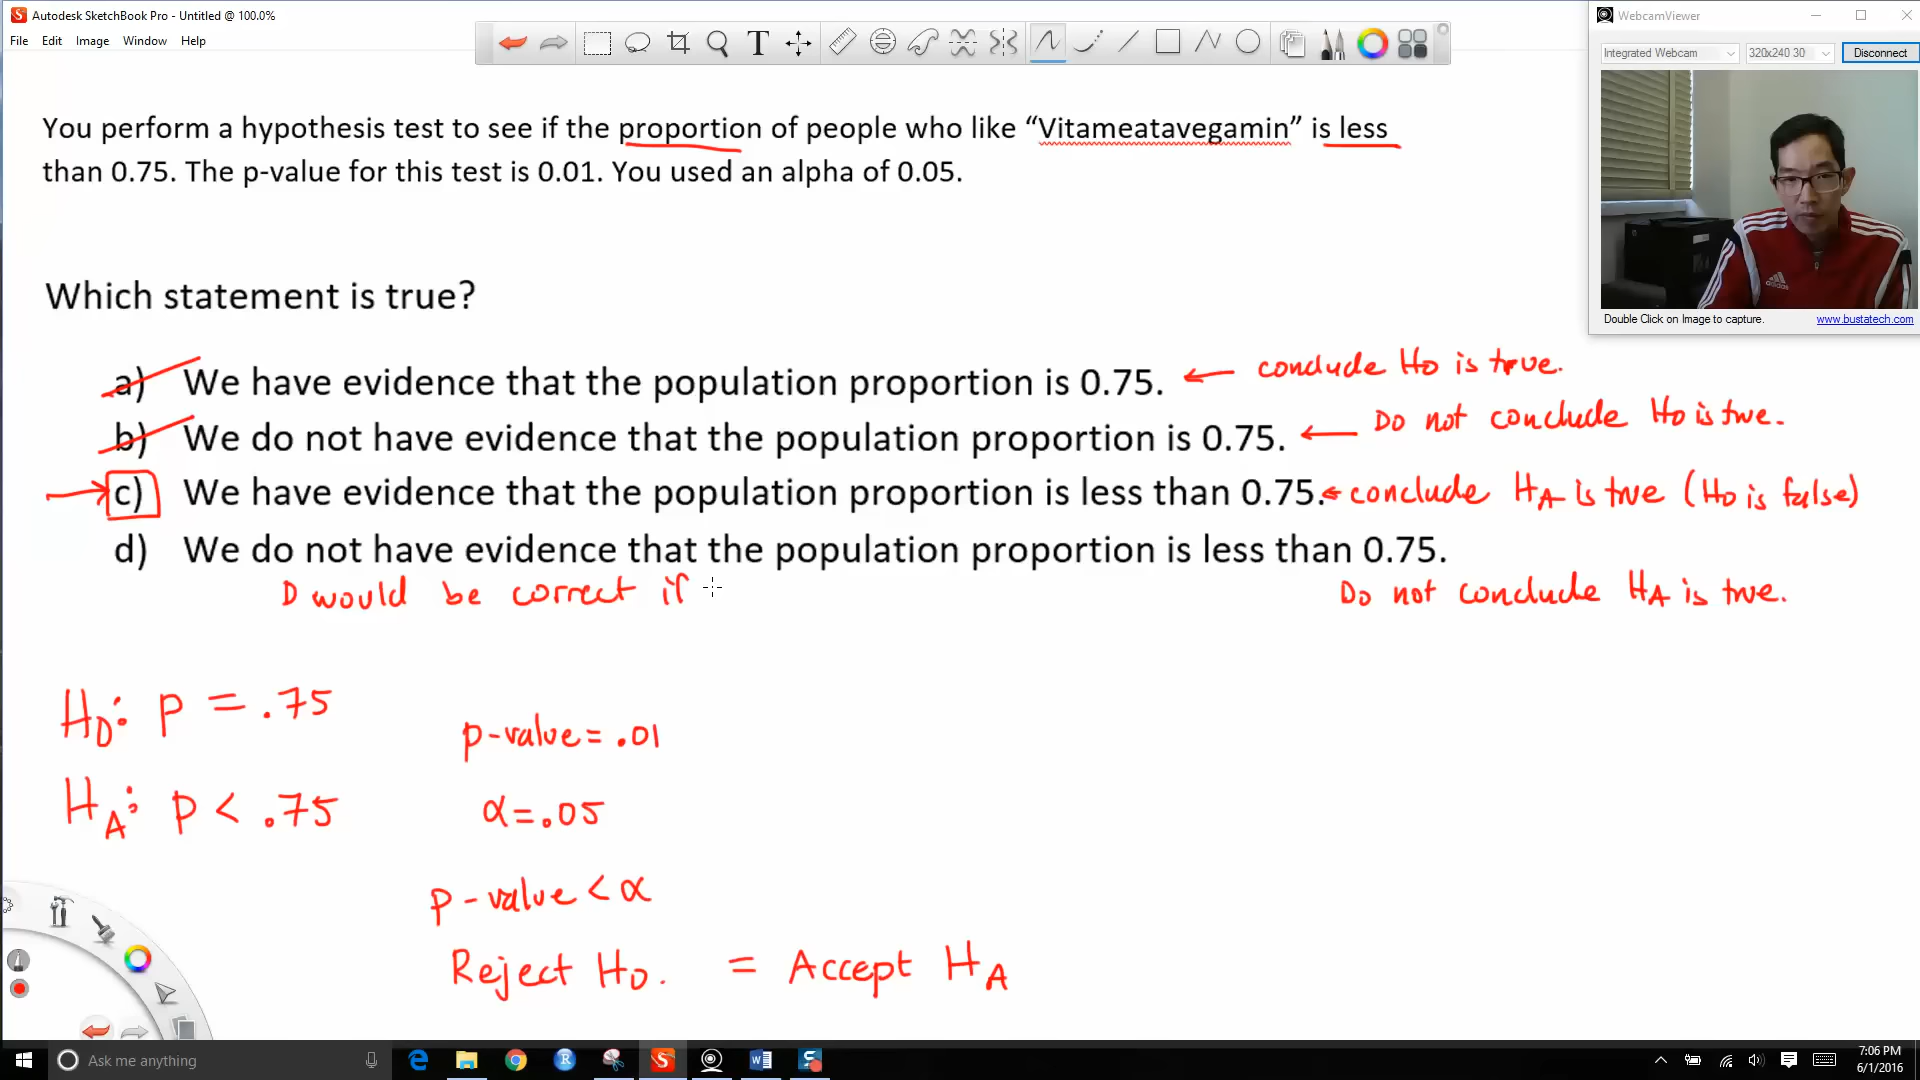 Autodesk SketchBook Pro - Untitled @ 100.0%
File Edit Image Window Help
WebcamViewer
Integrated Webcam 320x240 30 Disconnect
Double Click on Image to capture. www.bustatech.com
You perform a hypothesis test to see if the proportion of people who like “Vitameatavegamin” is less
than 0.75. The p-value for this test is 0.01. You used an alpha of 0.05.
Which statement is true?
a) We have evidence that the population proportion is 0.75. ← conclude Ho is true.
b) We do not have evidence that the population proportion is 0.75. ← Do not conclude Ho is true.
c) We have evidence that the population proportion is less than 0.75. ← conclude HA is true (Ho is false)
d) We do not have evidence that the population proportion is less than 0.75.
D would be correct if Do not conclude HA is true.
Ho: p = .75
p-value = .01
HA: p < .75
α = .05
p-value < α
Reject Ho. = Accept HA
Ask me anything
7:06 PM
6/1/2016